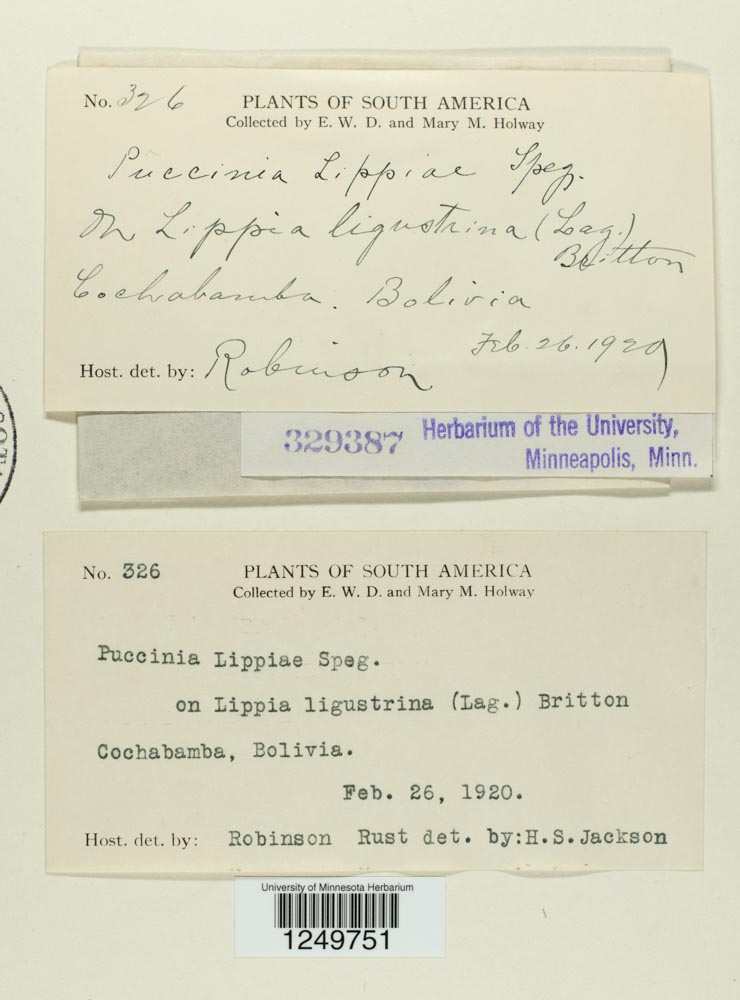 No. 326 PLANTS OF SOUTH AMERICA
Collected by E. W. D. and Mary M. Holway
Puccinia Lippiae Speg.
On Lippia ligustrina (Lag.)
Britton
Cochabamba. Bolivia
Feb. 26. 1920
Host. det. by: Robinson
329387 Herbarium of the University,
Minneapolis, Minn.
No. 326 PLANTS OF SOUTH AMERICA
Collected by E. W. D. and Mary M. Holway
Puccinia Lippiae Speg.
on Lippia ligustrina (Lag.) Britton
Cochabamba, Bolivia.
Feb. 26, 1920.
Host. det. by: Robinson Rust det. by:H.S.Jackson
University of Minnesota Herbarium
1249751